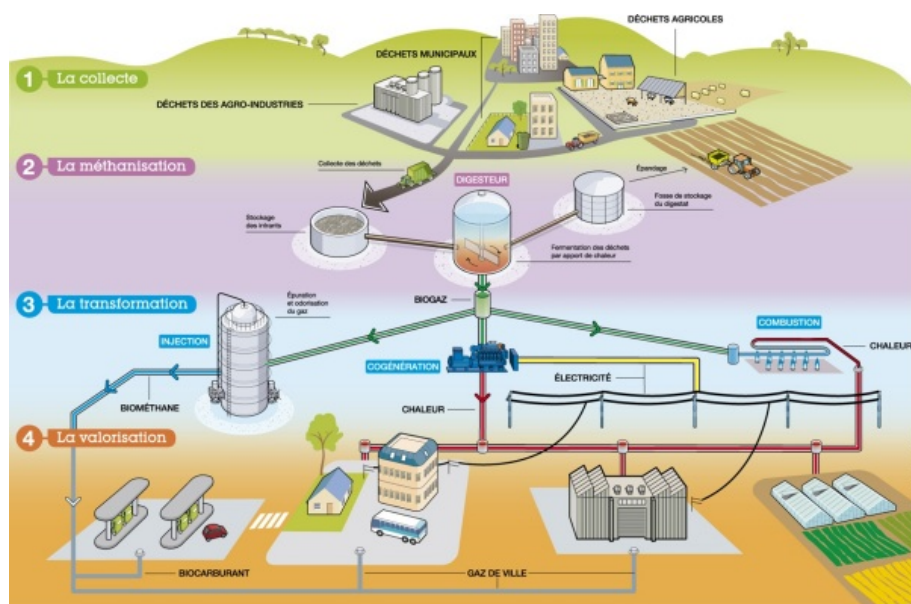 DÉCHETS AGRICOLES
DÉCHETS MUNICIPAUX
1 La collecte
DÉCHETS DES AGRO-INDUSTRIES
2 La méthanisation
Collecte des déchets
DIGESTEUR
Épandage
Fosse de stockage
du digestat
Stockage
des intrants
Fermentation des déchets
par apport de chaleur
3 La transformation
Épuration
et odorisation
du gaz
BIOGAZ
INJECTION
COMBUSTION
CHALEUR
COGÉNÉRATION
ÉLECTRICITÉ
BIOMÉTHANE
CHALEUR
4 La valorisation
BIOCARBURANT
GAZ DE VILLE